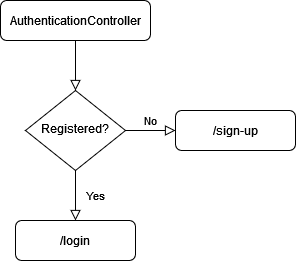 AuthenticationController
Registered?
No
/sign-up
Yes
/login